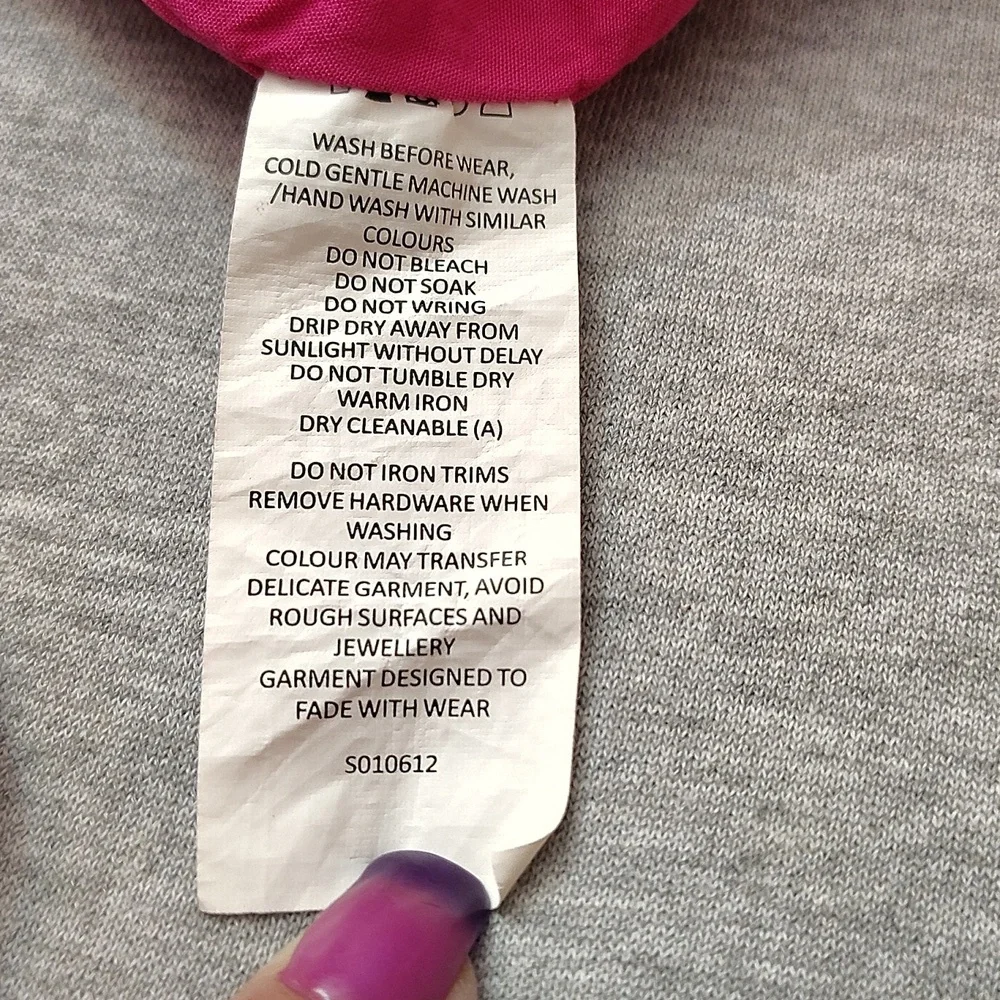 WASH BEFORE WEAR,
COLD GENTLE MACHINE WASH
/HAND WASH WITH SIMILAR
COLOURS
DO NOT BLEACH
DO NOT SOAK
DO NOT WRING
DRIP DRY AWAY FROM
SUNLIGHT WITHOUT DELAY
DO NOT TUMBLE DRY
WARM IRON
DRY CLEANABLE (A)
DO NOT IRON TRIMS
REMOVE HARDWARE WHEN
WASHING
COLOUR MAY TRANSFER
DELICATE GARMENT, AVOID
ROUGH SURFACES AND
JEWELLERY
GARMENT DESIGNED TO
FADE WITH WEAR
S010612